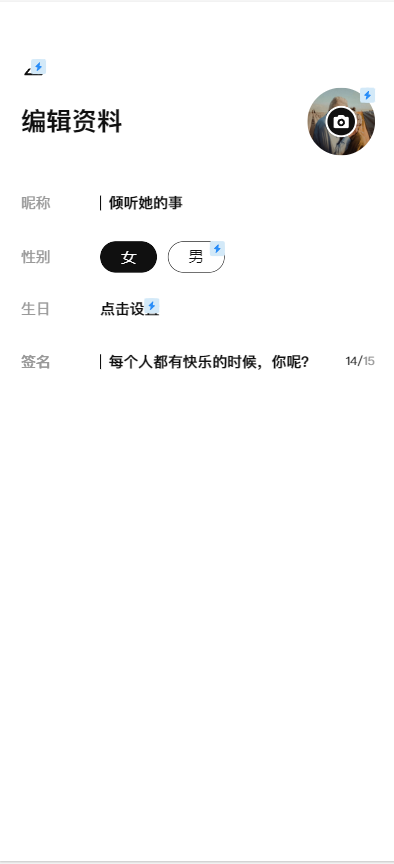 编辑资料
昵称 倾听她的事
性别 女 男
生日 点击设
签名 每个人都有快乐的时候，你呢？ 14/15